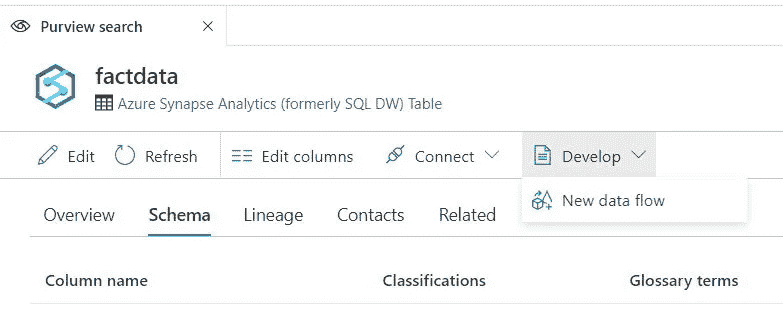 Purview search
factdata
Azure Synapse Analytics (formerly SQL DW) Table
Edit Refresh Edit columns Connect Develop
New data flow
Overview Schema Lineage Contacts Related
Column name Classifications Glossary terms